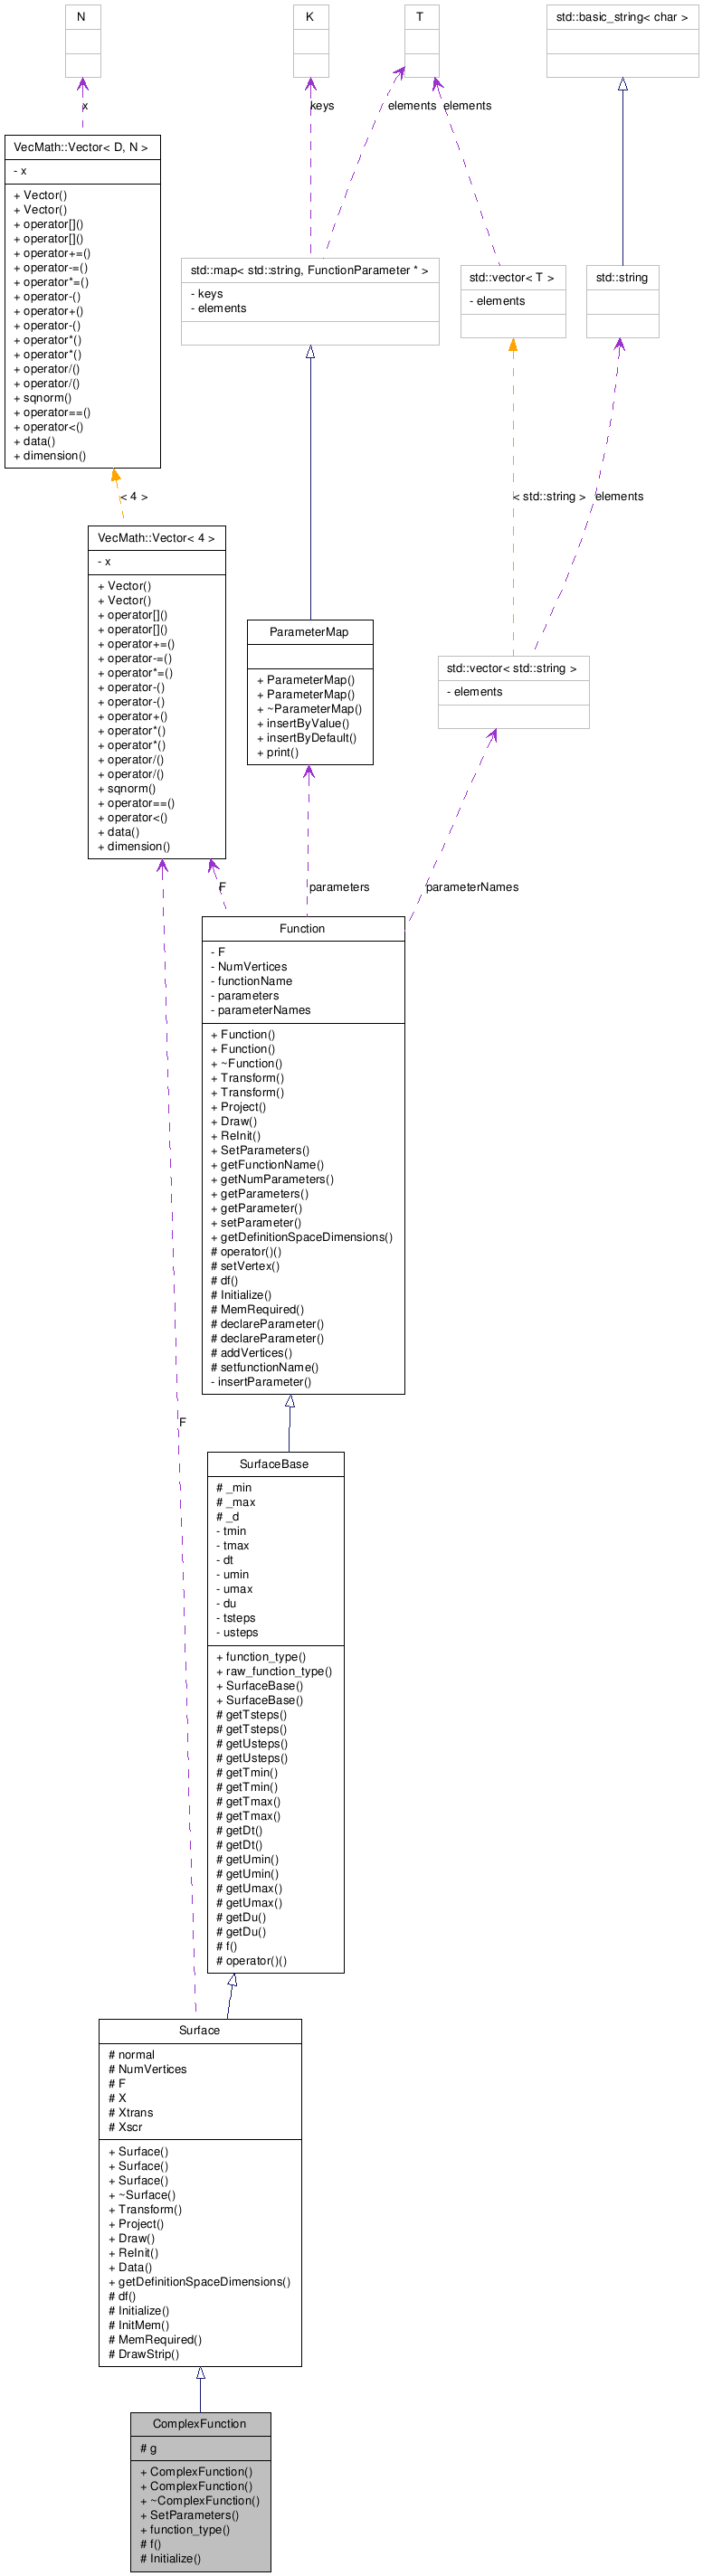 N
K
T
std::basic_string< char >
x
keys
elements
elements
VecMath::Vector< D, N >
- x
+ Vector()
+ Vector()
+ operator[]()
+ operator[]()
+ operator+=()
+ operator-=()
+ operator*=()
+ operator-()
+ operator+()
+ operator-()
+ operator*()
+ operator*()
+ operator/()
+ operator/()
+ sqnorm()
+ operator==()
+ operator<()
+ data()
+ dimension()
std::map< std::string, FunctionParameter * >
- keys
- elements
std::vector< T >
- elements
std::string
< 4 >
< std::string >
elements
VecMath::Vector< 4 >
- x
+ Vector()
+ Vector()
+ operator[]()
+ operator[]()
+ operator+=()
+ operator-=()
+ operator*=()
+ operator-()
+ operator-()
+ operator+()
+ operator*()
+ operator*()
+ operator/()
+ operator/()
+ sqnorm()
+ operator==()
+ operator<()
+ data()
+ dimension()
ParameterMap
+ ParameterMap()
+ ParameterMap()
+ ~ParameterMap()
+ insertByValue()
+ insertByDefault()
+ print()
std::vector< std::string >
- elements
F
parameters
parameterNames
Function
- F
- NumVertices
- functionName
- parameters
- parameterNames
+ Function()
+ Function()
+ ~Function()
+ Transform()
+ Transform()
+ Project()
+ Draw()
+ ReInit()
+ SetParameters()
+ getFunctionName()
+ getNumParameters()
+ getParameters()
+ getParameter()
+ setParameter()
+ getDefinitionSpaceDimensions()
# operator()()
# setVertex()
# df()
# Initialize()
# MemRequired()
# declareParameter()
# declareParameter()
# addVertices()
# setfunctionName()
- insertParameter()
F
SurfaceBase
# _min
# _max
# _d
- tmin
- tmax
- dt
- umin
- umax
- du
- tsteps
- usteps
+ function_type()
+ raw_function_type()
+ SurfaceBase()
+ SurfaceBase()
# getTsteps()
# getTsteps()
# getUsteps()
# getUsteps()
# getTmin()
# getTmin()
# getTmax()
# getTmax()
# getDt()
# getDt()
# getUmin()
# getUmin()
# getUmax()
# getUmax()
# getDu()
# getDu()
# f()
# operator()()
Surface
# normal
# NumVertices
# F
# X
# Xtrans
# Xscr
+ Surface()
+ Surface()
+ Surface()
+ ~Surface()
+ Transform()
+ Project()
+ Draw()
+ ReInit()
+ Data()
+ getDefinitionSpaceDimensions()
# df()
# Initialize()
# InitMem()
# MemRequired()
# DrawStrip()
ComplexFunction
# g
+ ComplexFunction()
+ ComplexFunction()
+ ~ComplexFunction()
+ SetParameters()
+ function_type()
# f()
# Initialize()